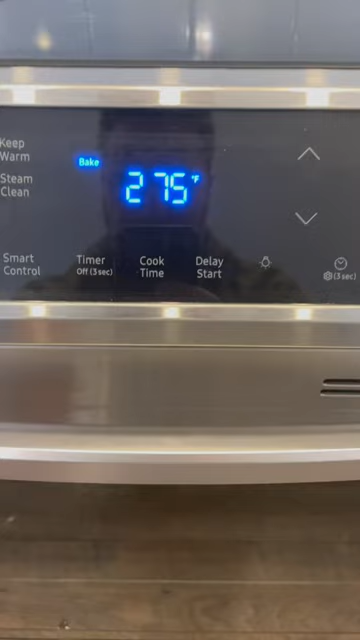 Keep
Warm
Bake
275°F
Steam
Clean
Smart
Control
Timer
Off (3 sec)
Cook
Time
Delay
Start
(3 sec)